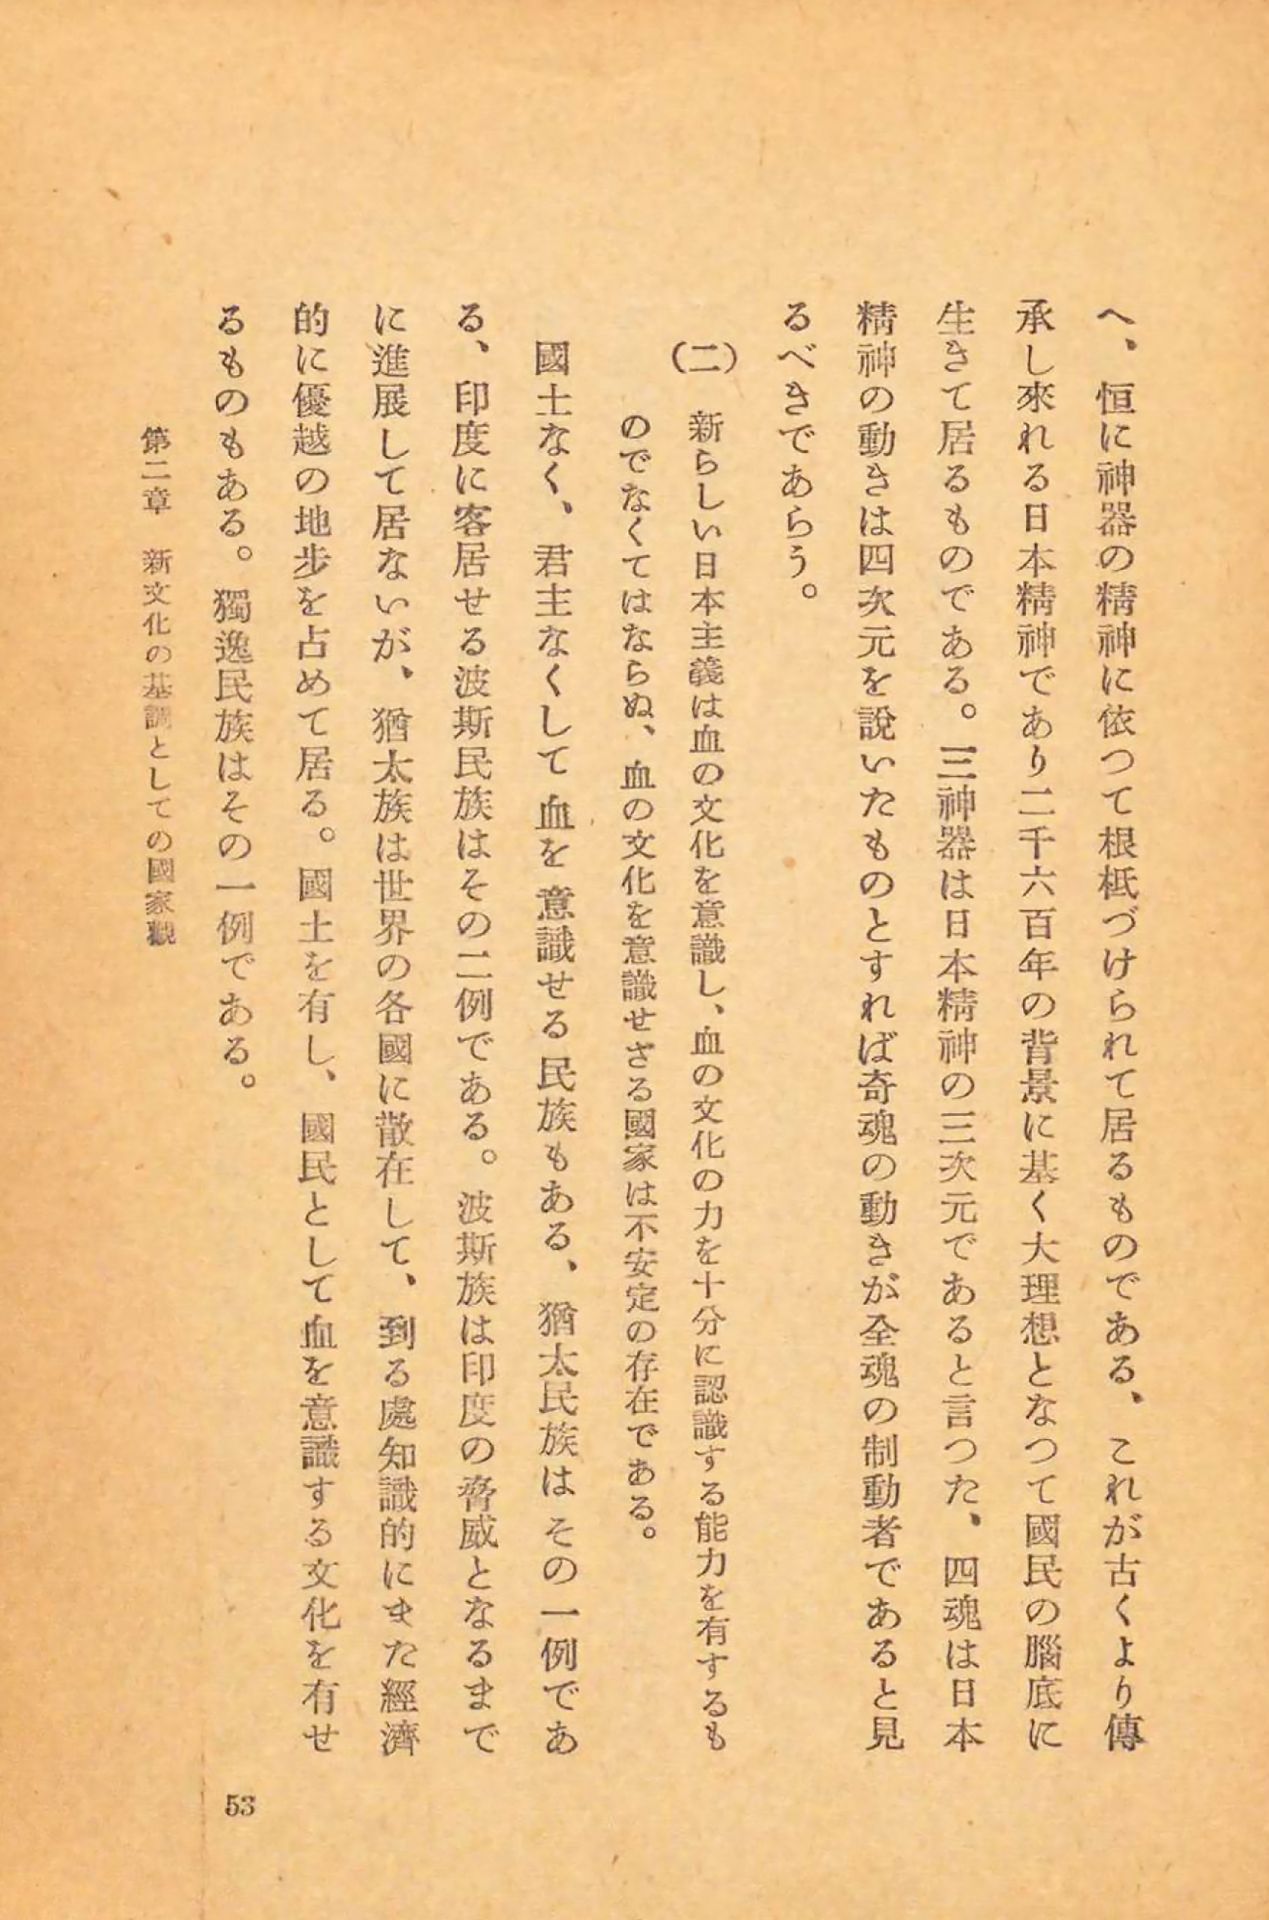 へ、恒に神器の精神に依つて根柢づけられて居るものである、これが古くより傳
承し來れる日本精神であり二千六百年の背景に基く大理想となつて國民の腦底に
生きて居るものである。三神器は日本精神の三次元であると言つた、四魂は日本
精神の動きは四次元を説いたものとすれば奇魂の動きが全魂の制動者であると見
るべきであらう。
(二)　新らしい日本主義は血の文化を意識し、血の文化の力を十分に認識する能力を有するも
のでなくてはならぬ、血の文化を意識せざる國家は不安定の存在である。
國土なく、君主なくして血を意識せる民族もある、猶太民族はその一例であ
る、印度に客居せる波斯民族はその二例である。波斯族は印度の脅威となるまで
に進展して居ないが、猶太族は世界の各國に散在して、到る處知識的にまた經濟
的に優越の地步を占めて居る。國土を有し、國民として血を意識する文化を有せ
るものもある。獨逸民族はその一例である。
第二章　新文化の基調としての國家觀
53